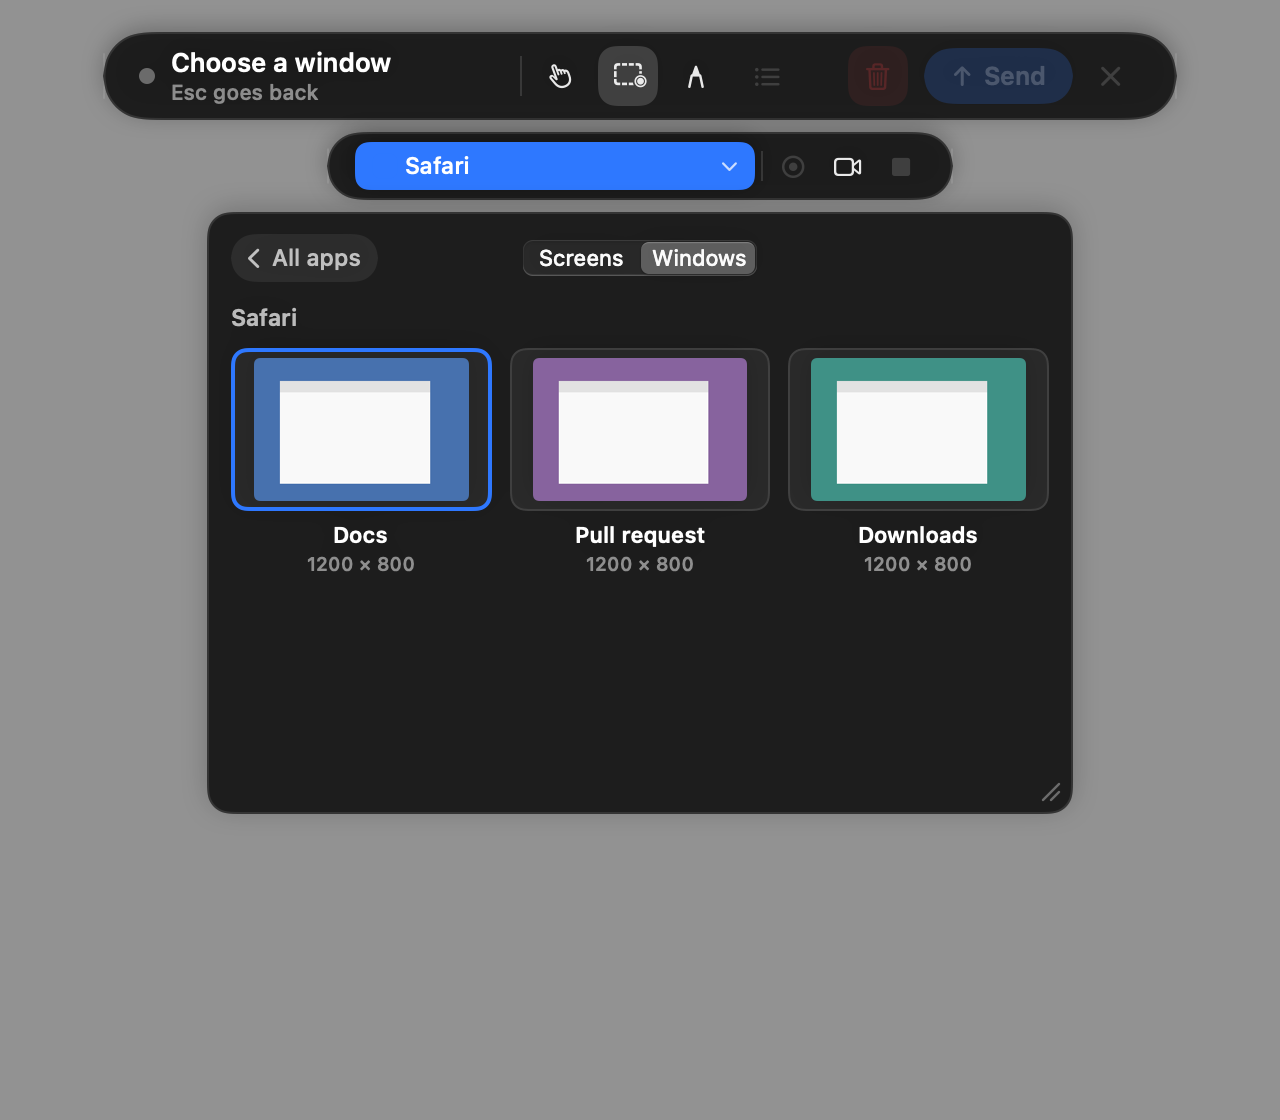 Choose a window
Esc goes back
Send
Safari
All apps
Screens
Windows
Safari
Docs
1200 × 800
Pull request
1200 × 800
Downloads
1200 × 800